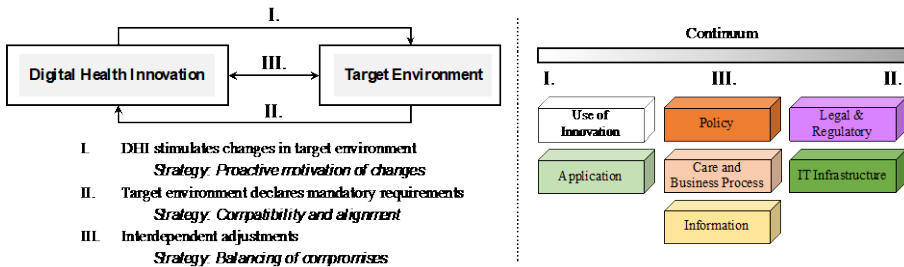 I.
Digital Health Innovation
III.
Target Environment
II.
I. DHI stimulates changes in target environment
Strategy: Proactive motivation of changes
II. Target environment declares mandatory requirements
Strategy: Compatibility and alignment
III. Interdependent adjustments
Strategy: Balancing of compromises
Continuum
I.
III.
II.
Use of
Innovation
Policy
Legal &
Regulatory
Application
Care and
Business Process
IT Infrastructure
Information